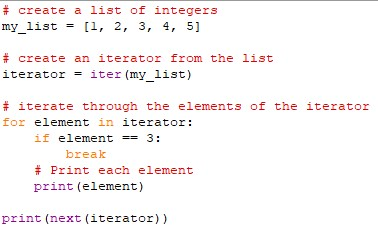 # create a list of integers
my_list = [1, 2, 3, 4, 5]

# create an iterator from the list
iterator = iter(my_list)

# iterate through the elements of the iterator
for element in iterator:
    if element == 3:
        break
    # Print each element
    print(element)

print(next(iterator))